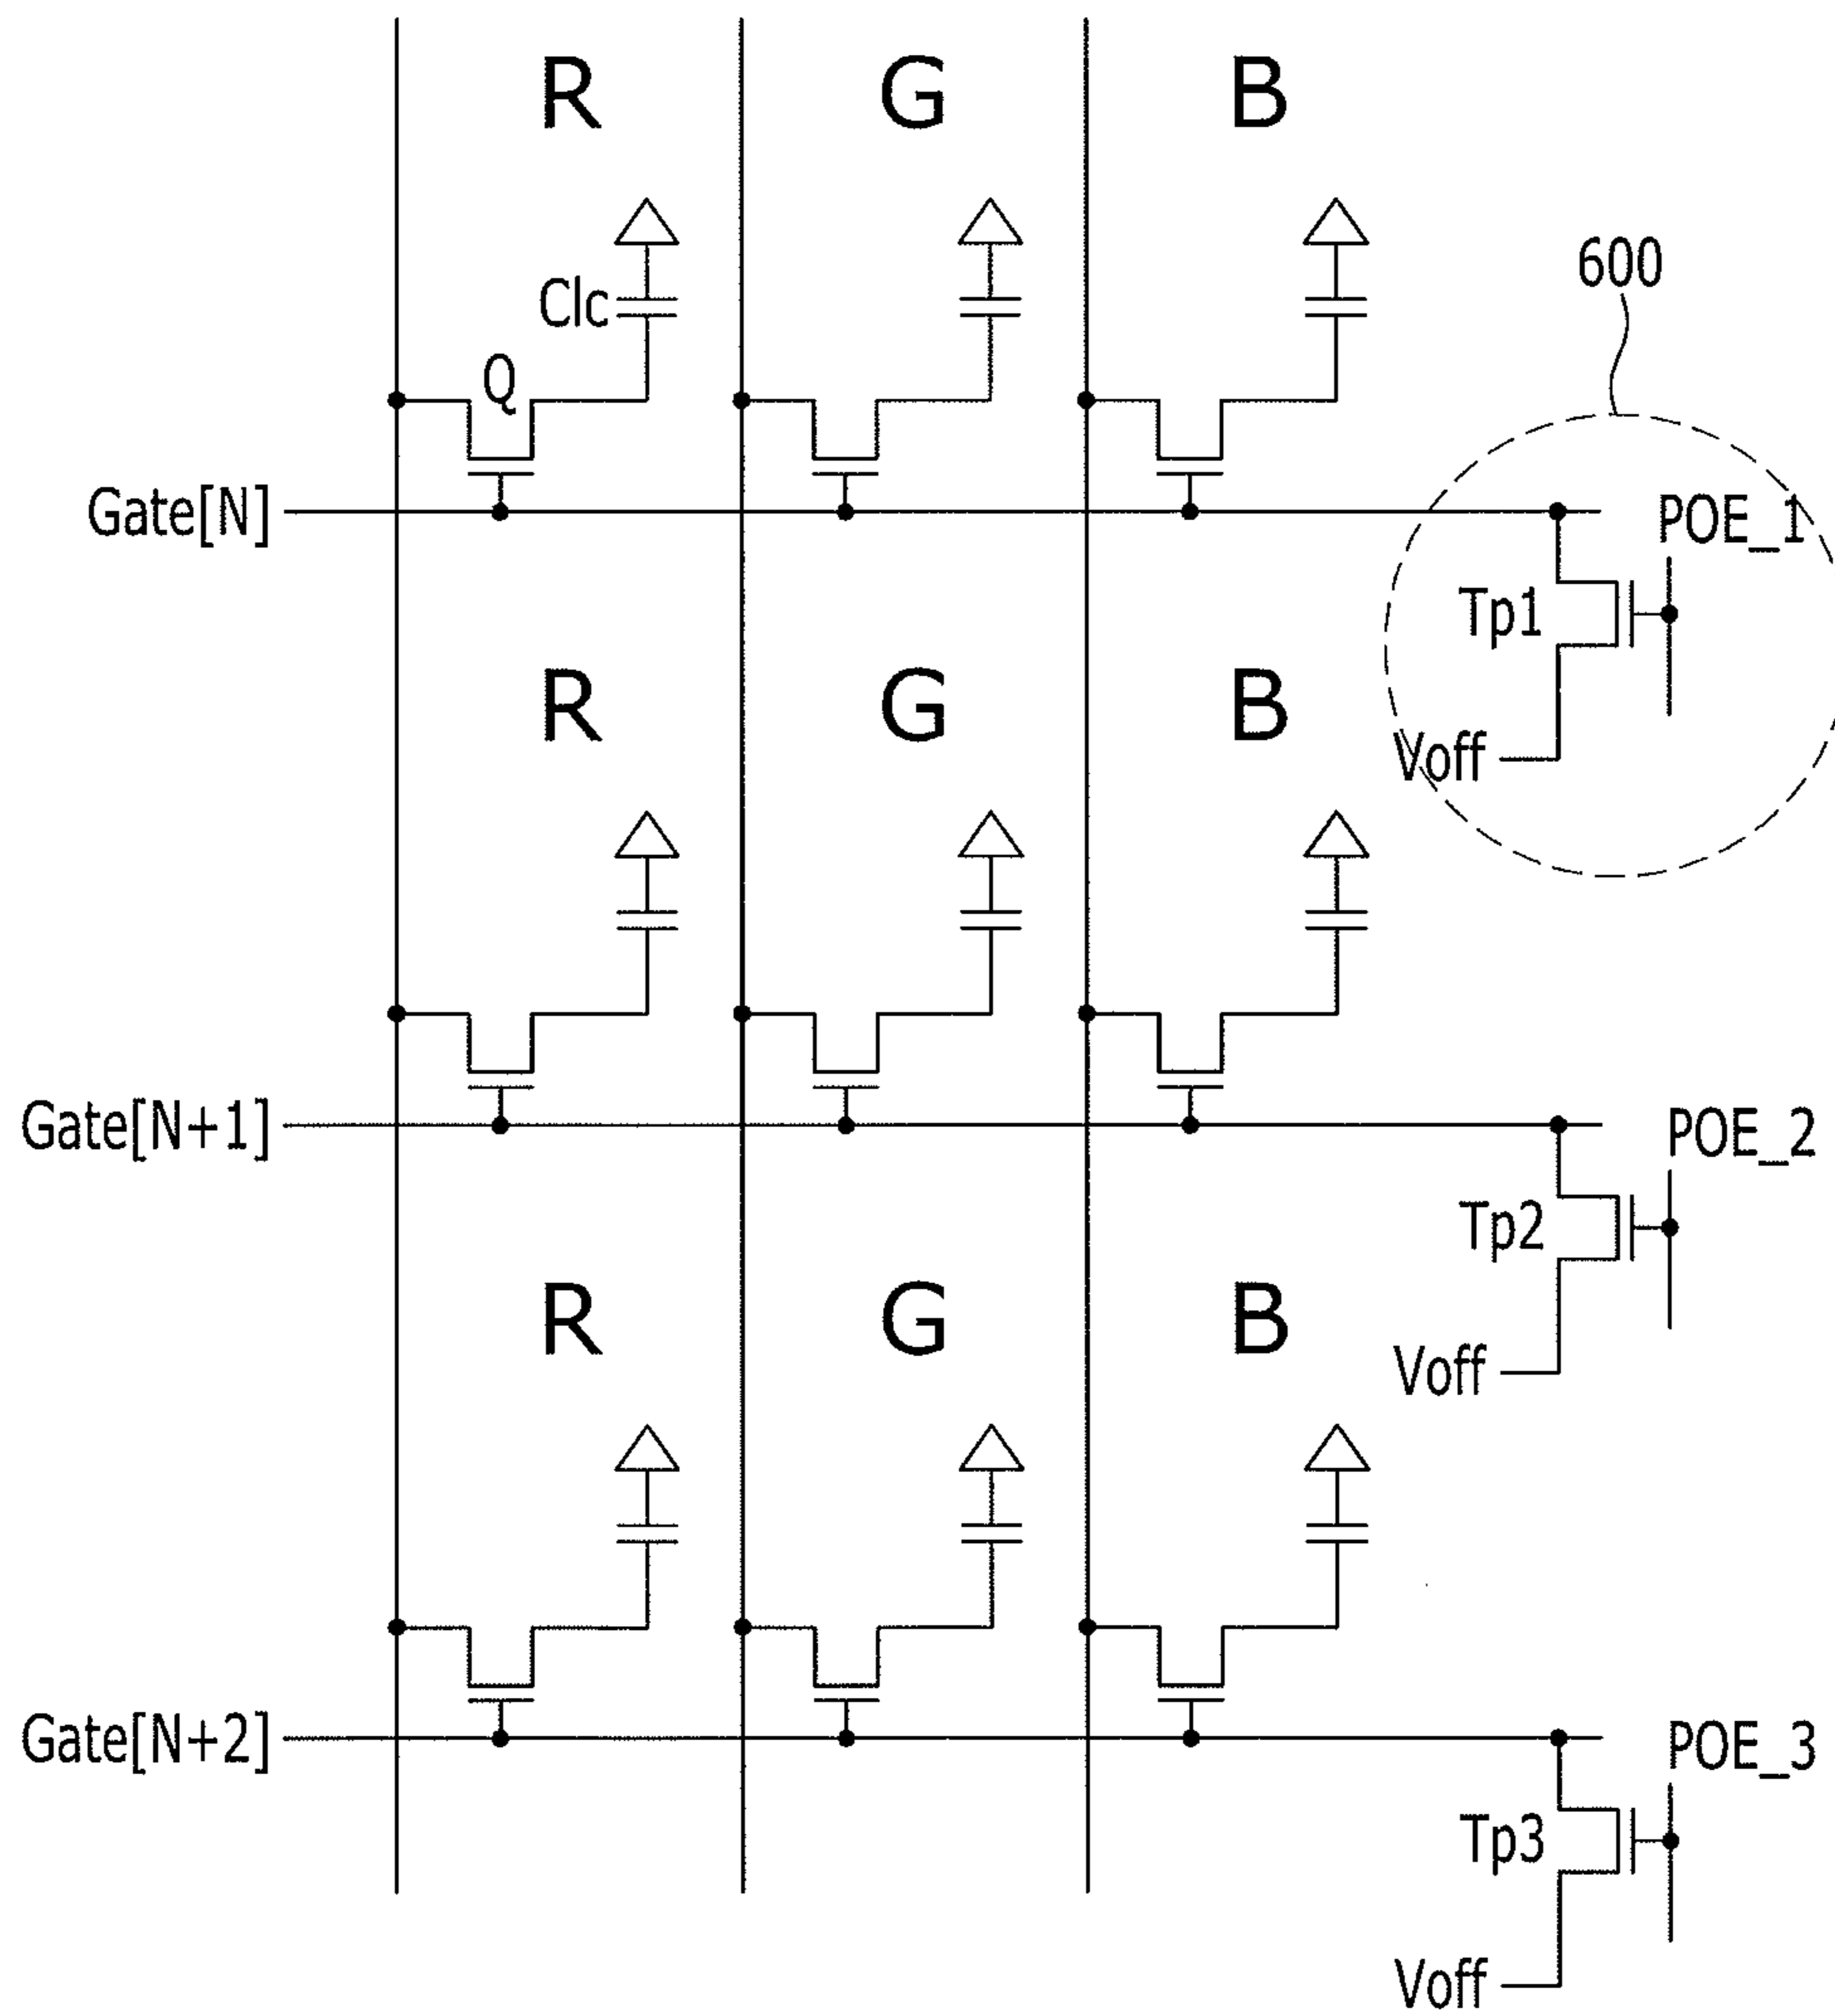 R G B
600
Clc
Q
Gate[N]
POE_1
Tp1
R G B
Voff
Gate[N+1]
POE_2
Tp2
R G B
Voff
Gate[N+2]
POE_3
Tp3
Voff